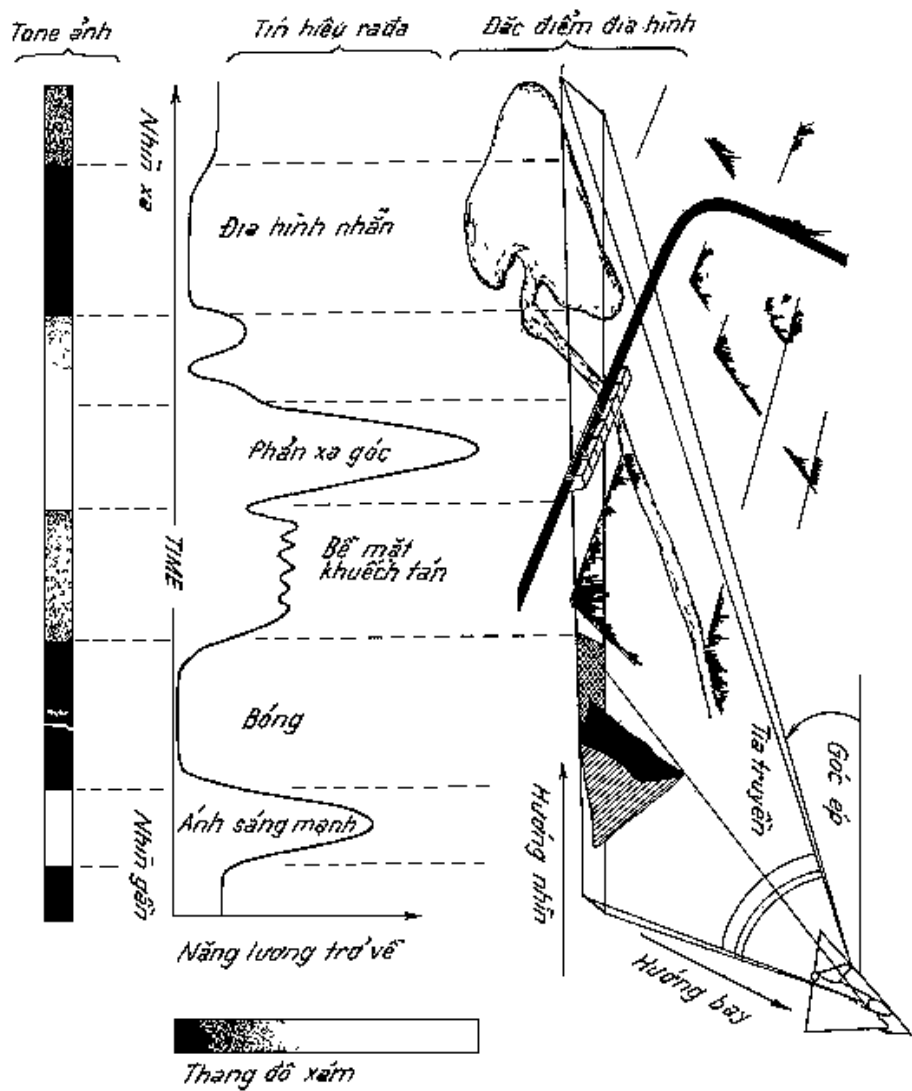 Tone ảnh
Tín hiệu rada
Đặc điểm địa hình
Nhìn xa
Địa hình nhẵn
Phản xạ góc
TIME
Bề mặt
khuếch tán
Bóng
Ánh sáng mạnh
Nhìn gần
Năng lượng trở về
Thang độ xám
Hướng nhìn
Hướng bay
Tia truyền
Góc ép